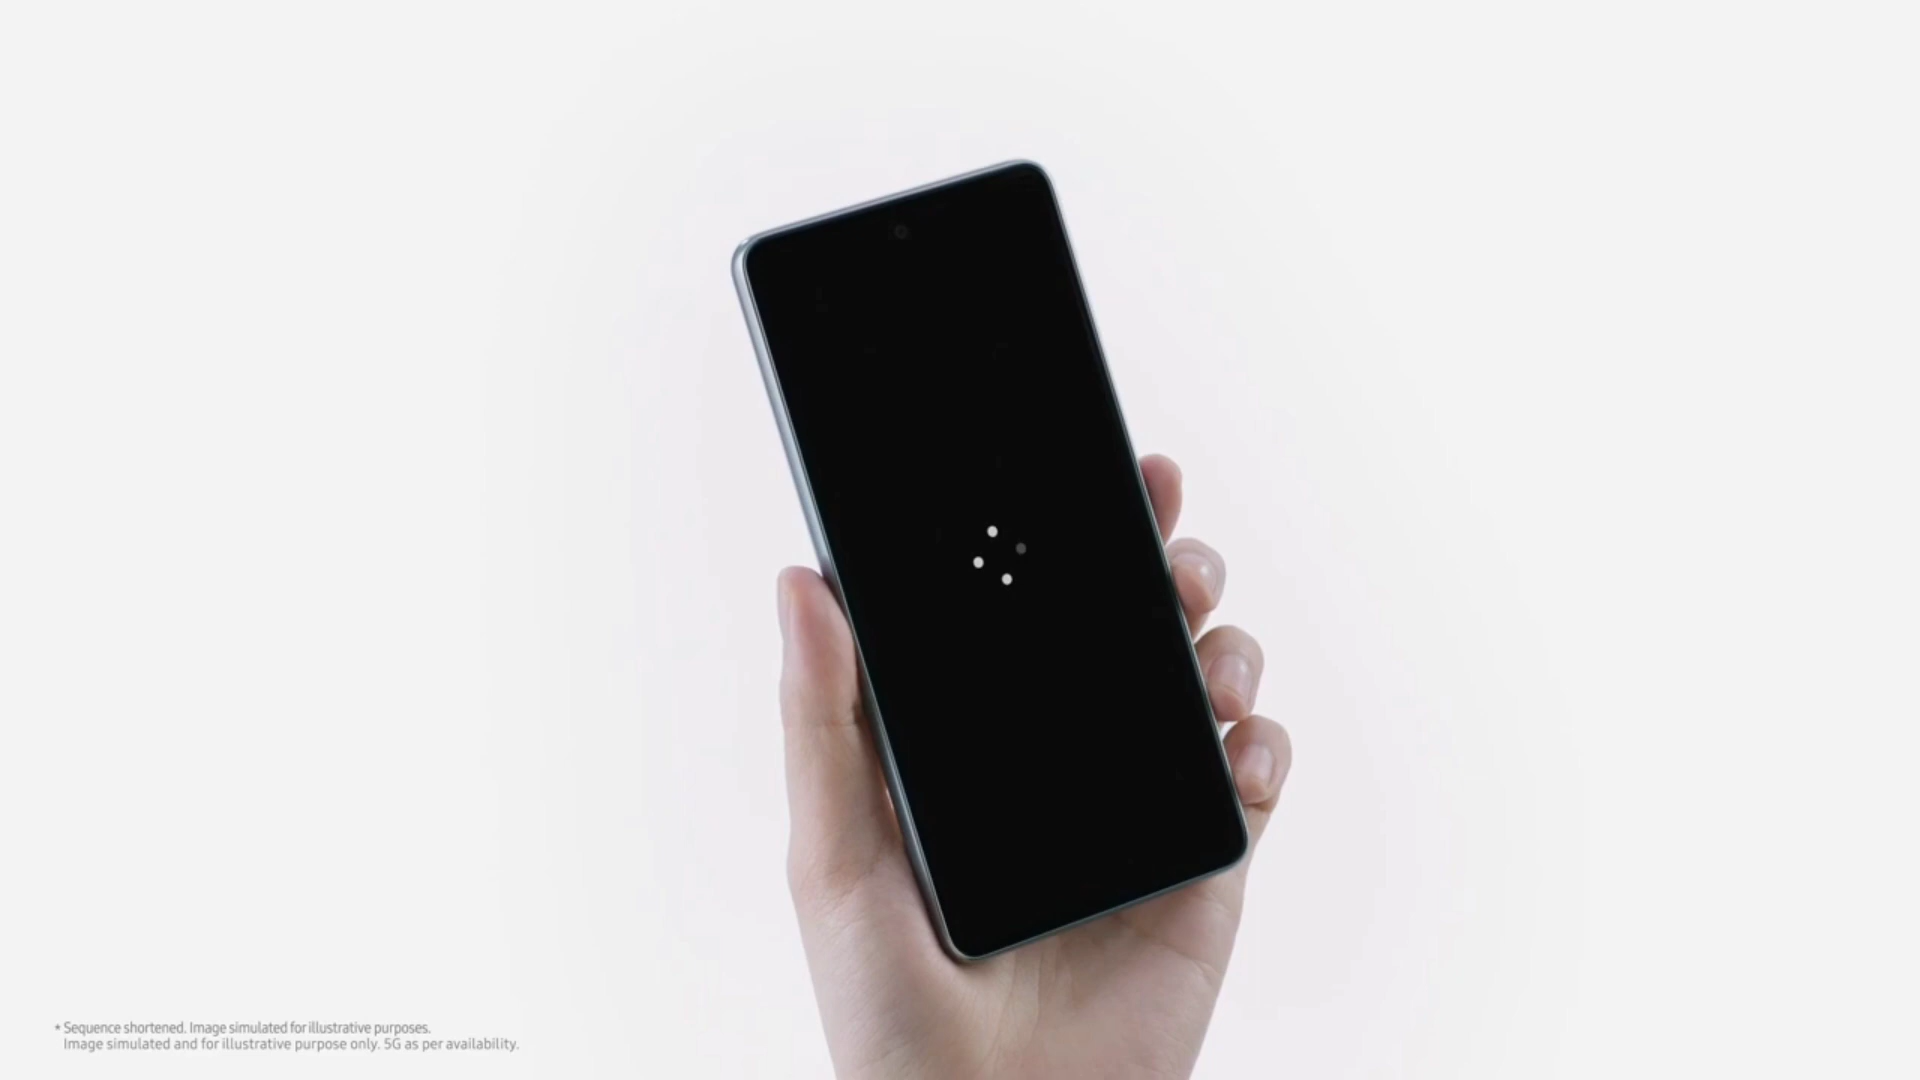 * Sequence shortened. Image simulated for illustrative purposes.
Image simulated and for illustrative purpose only. 5G as per availability.